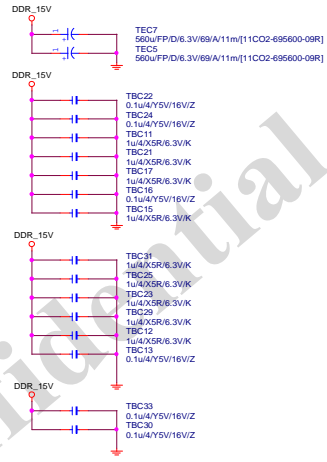 DDR_15V
1
TEC7
560u/FP/D/6.3V/69/A/11m/[11CO2-695600-09R]
1
TEC5
560u/FP/D/6.3V/69/A/11m/[11CO2-695600-09R]
DDR_15V
TBC22
0.1u/4/Y5V/16V/Z
TBC24
0.1u/4/Y5V/16V/Z
TBC11
1u/4/X5R/6.3V/K
TBC21
1u/4/X5R/6.3V/K
TBC17
1u/4/X5R/6.3V/K
TBC16
0.1u/4/Y5V/16V/Z
TBC15
1u/4/X5R/6.3V/K
DDR_15V
TBC31
1u/4/X5R/6.3V/K
TBC25
1u/4/X5R/6.3V/K
TBC23
1u/4/X5R/6.3V/K
TBC29
1u/4/X5R/6.3V/K
TBC12
1u/4/X5R/6.3V/K
TBC13
0.1u/4/Y5V/16V/Z
DDR_15V
TBC33
0.1u/4/Y5V/16V/Z
TBC30
0.1u/4/Y5V/16V/Z
nfidential